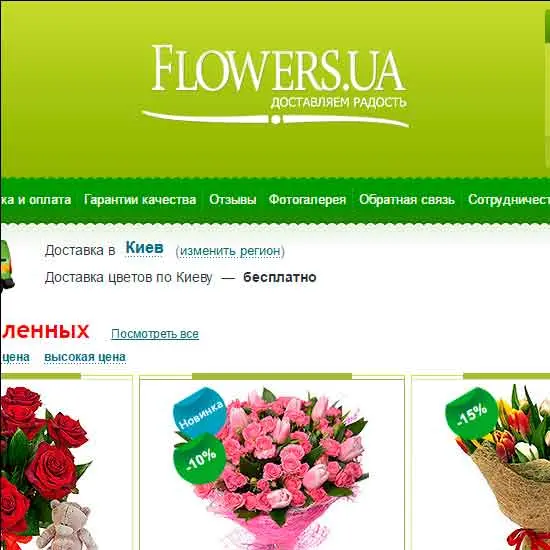 FLOWERS.UA
ДОСТАВЛЯЕМ РАДОСТЬ
ка и оплата Гарантии качества Отзывы Фотогалерея Обратная связь Сотрудничест
Доставка в Киев (изменить регион)
Доставка цветов по Киеву — бесплатно
ленных Посмотреть все
цена высокая цена
Новинка
-10%
-15%